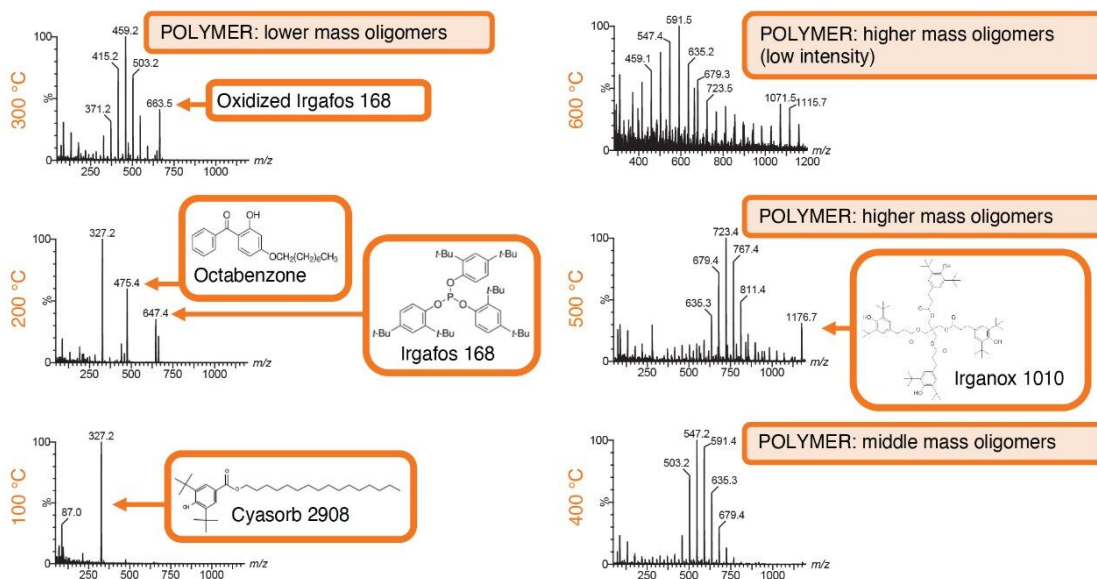 300 °C
POLYMER: lower mass oligomers
100
%
0
459.2
415.2
503.2
371.2
663.5
Oxidized Irgafos 168
250 500 750 1000 m/z
200 °C
100
%
0
327.2
475.4
647.4
O
OH
OCH₂(CH₂)₆CH₃
Octabenzone
t-Bu
t-Bu
t-Bu
O
O P O
t-Bu
t-Bu
t-Bu
Irgafos 168
250 500 750 1000 m/z
100 °C
100
%
0
327.2
87.0
O
O
OH
Cyasorb 2908
250 500 750 1000 m/z
600 °C
POLYMER: higher mass oligomers
(low intensity)
100
%
0
591.5
547.4
635.2
459.1
679.3
723.5
1071.5
1115.7
400 600 800 1000 1200
m/z
500 °C
POLYMER: higher mass oligomers
100
%
0
723.4
679.4
767.4
635.3
811.4
1176.7
Irganox 1010
250 500 750 1000 m/z
400 °C
POLYMER: middle mass oligomers
100
%
0
547.2
591.4
503.2
635.3
679.4
250 500 750 1000 m/z